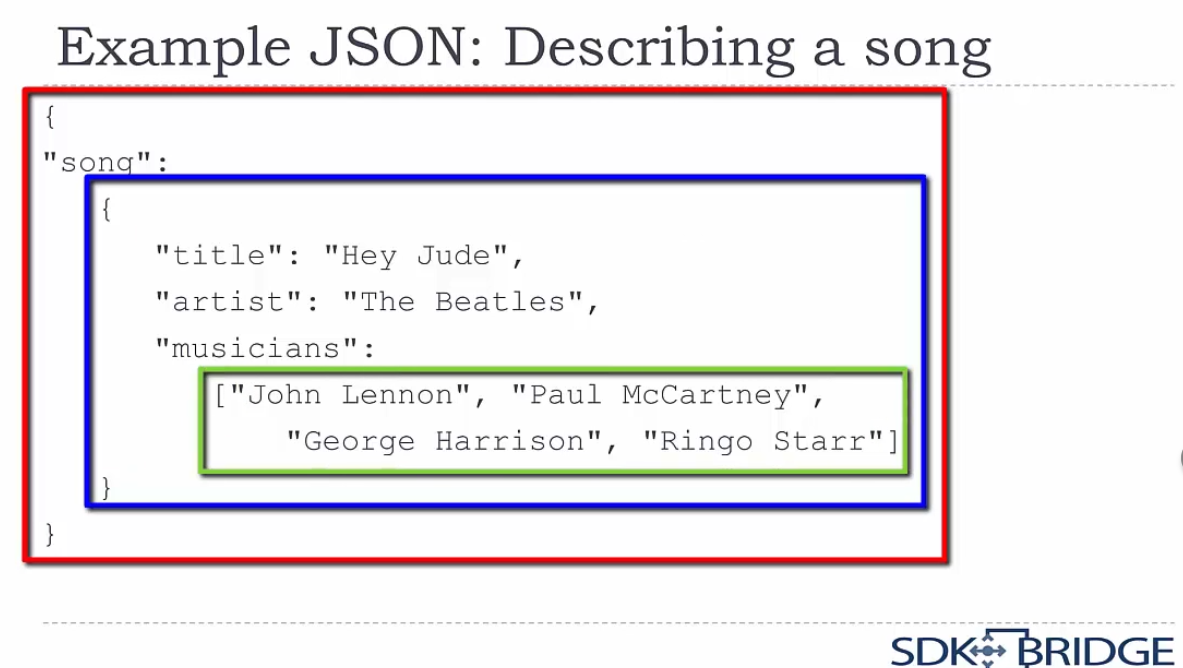 Example JSON: Describing a song
{
"song":
{
"title": "Hey Jude",
"artist": "The Beatles",
"musicians":
["John Lennon", "Paul McCartney",
"George Harrison", "Ringo Starr"]
}
}
SDK BRIDGE